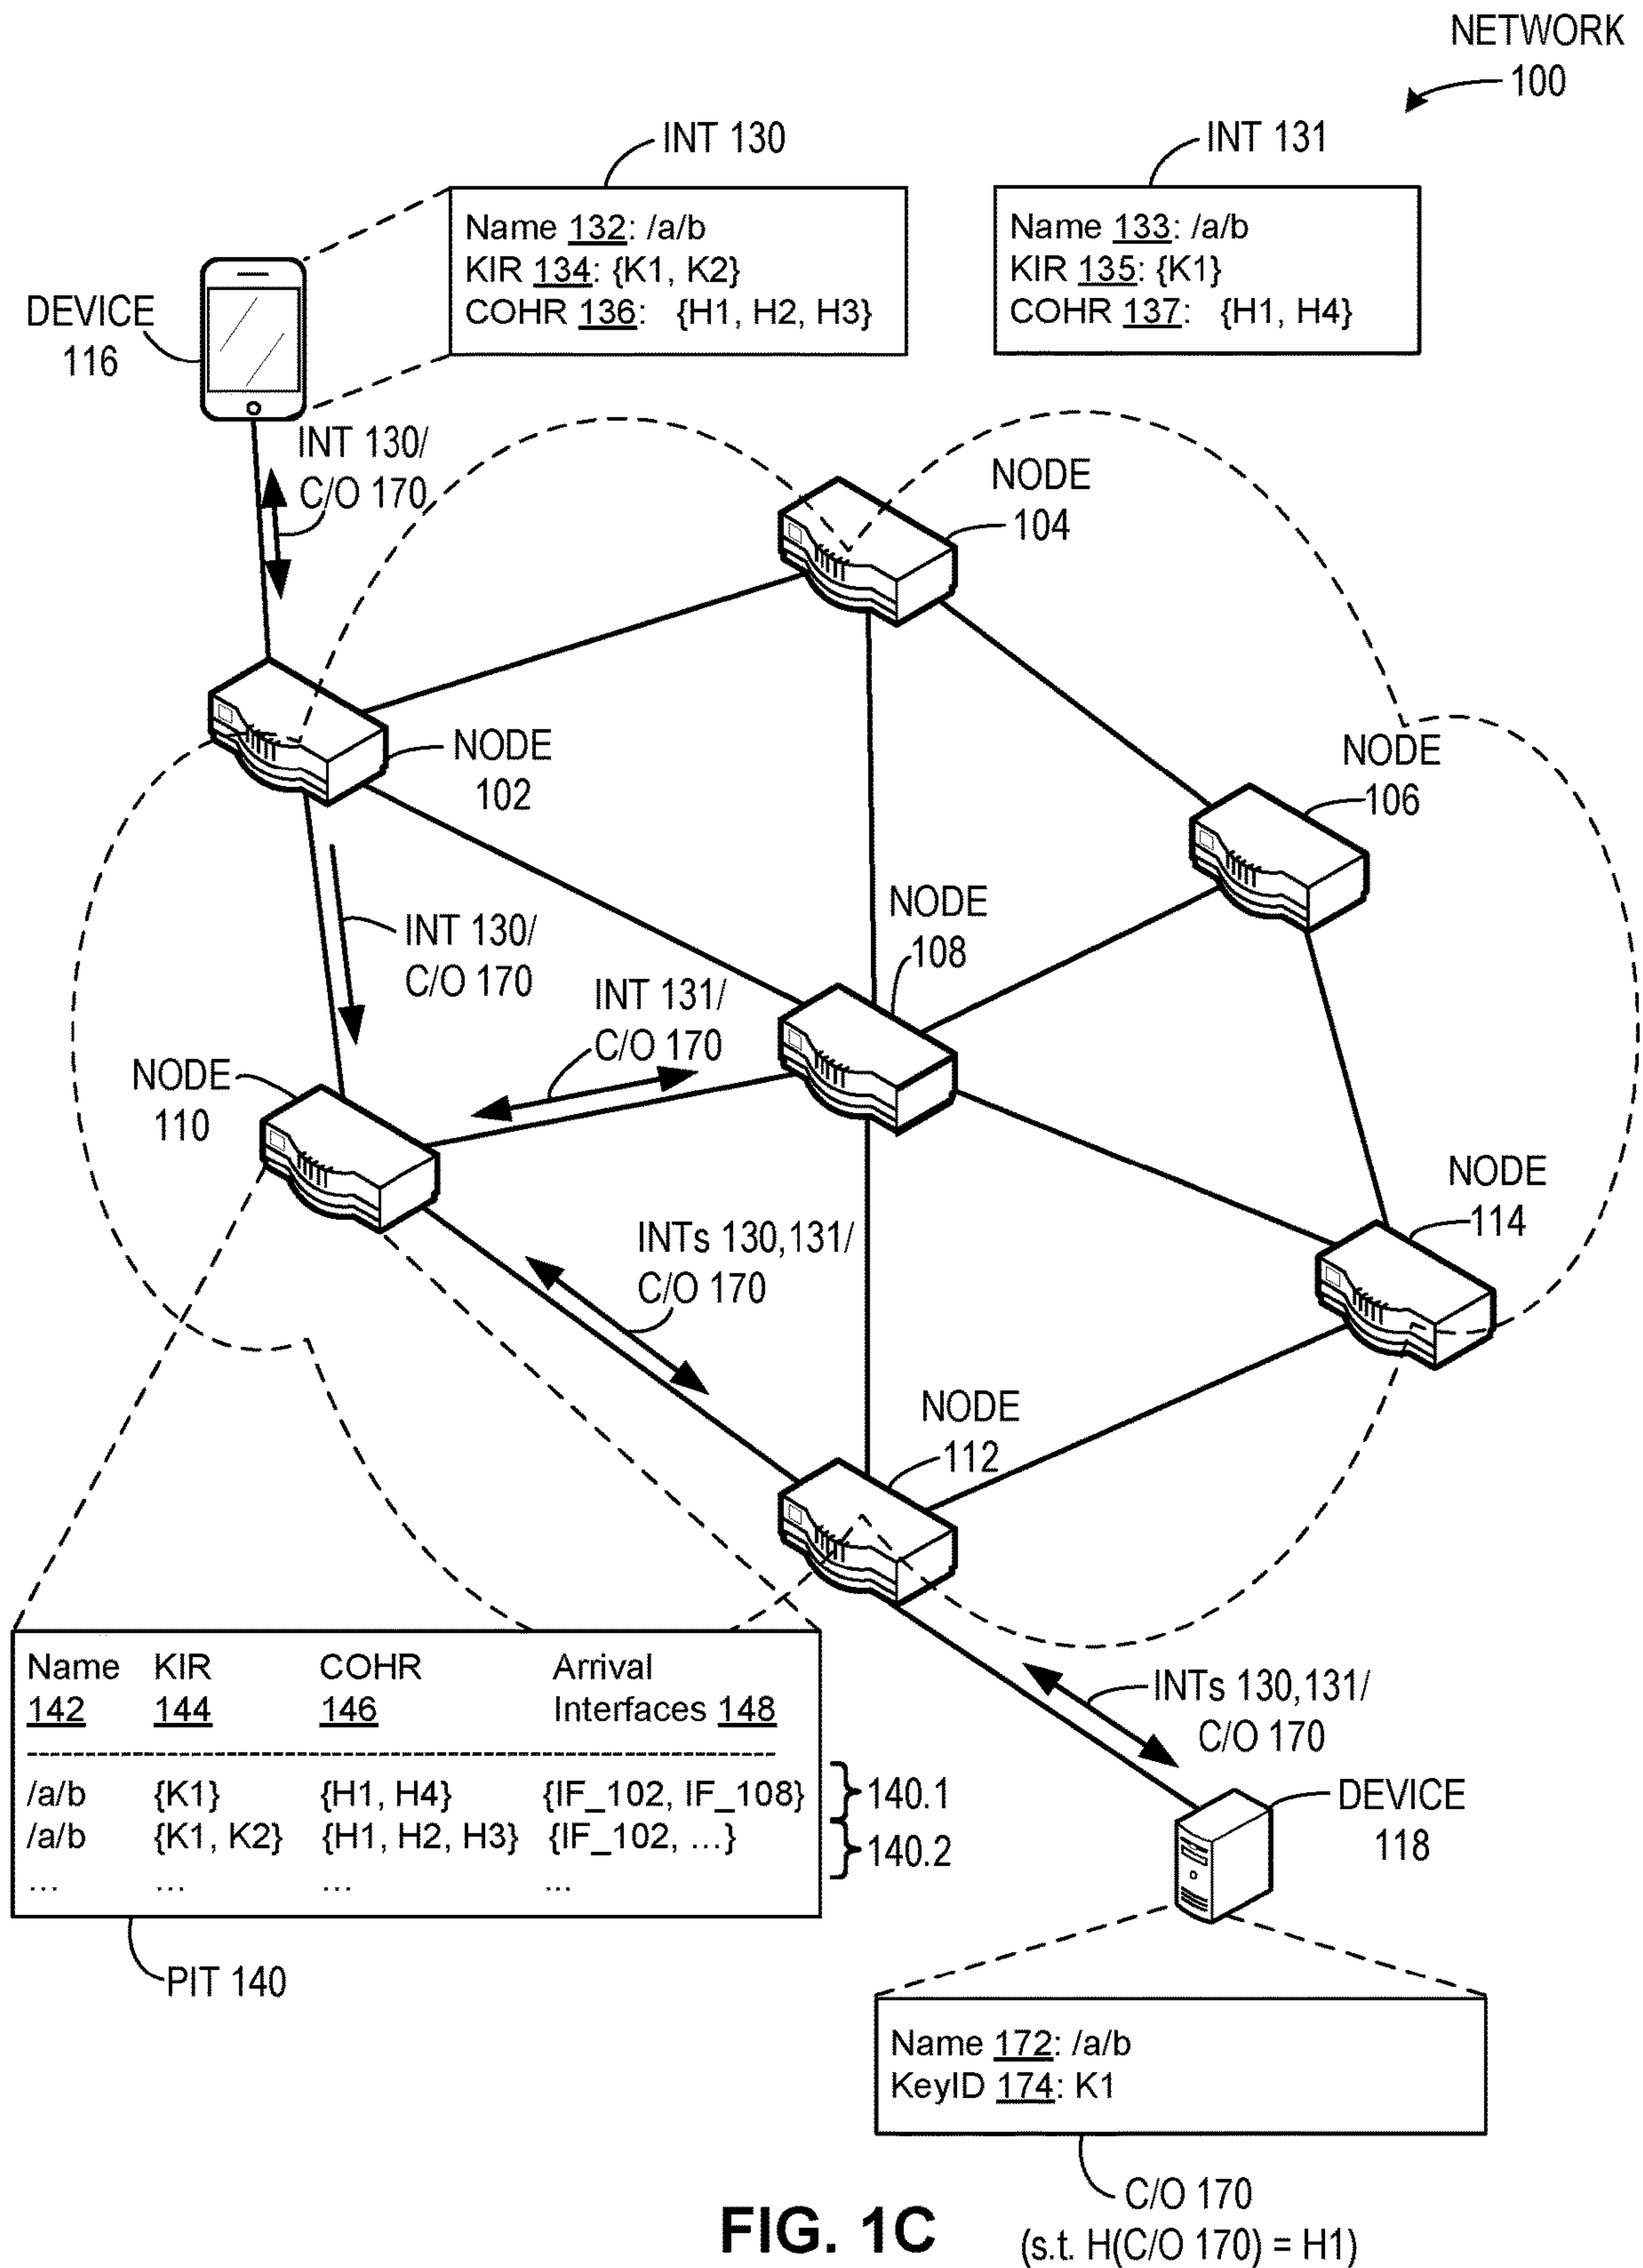 NETWORK
100
INT 130
INT 131
Name 132: /a/b
KIR 134: {K1, K2}
COHR 136: {H1, H2, H3}
Name 133: /a/b
KIR 135: {K1}
COHR 137: {H1, H4}
DEVICE
116
INT 130/
C/O 170
NODE
104
NODE
102
NODE
106
NODE
108
INT 130/
C/O 170
INT 131/
C/O 170
NODE
110
NODE
114
INTs 130,131/
C/O 170
NODE
112
Name KIR COHR Arrival
142 144 146 Interfaces 148
/a/b {K1} {H1, H4} {IF_102, IF_108} 140.1
/a/b {K1, K2} {H1, H2, H3} {IF_102, ...} 140.2
... ... ... ...
PIT 140
INTs 130,131/
C/O 170
DEVICE
118
Name 172: /a/b
KeyID 174: K1
C/O 170
(s.t. H(C/O 170) = H1)
FIG. 1C